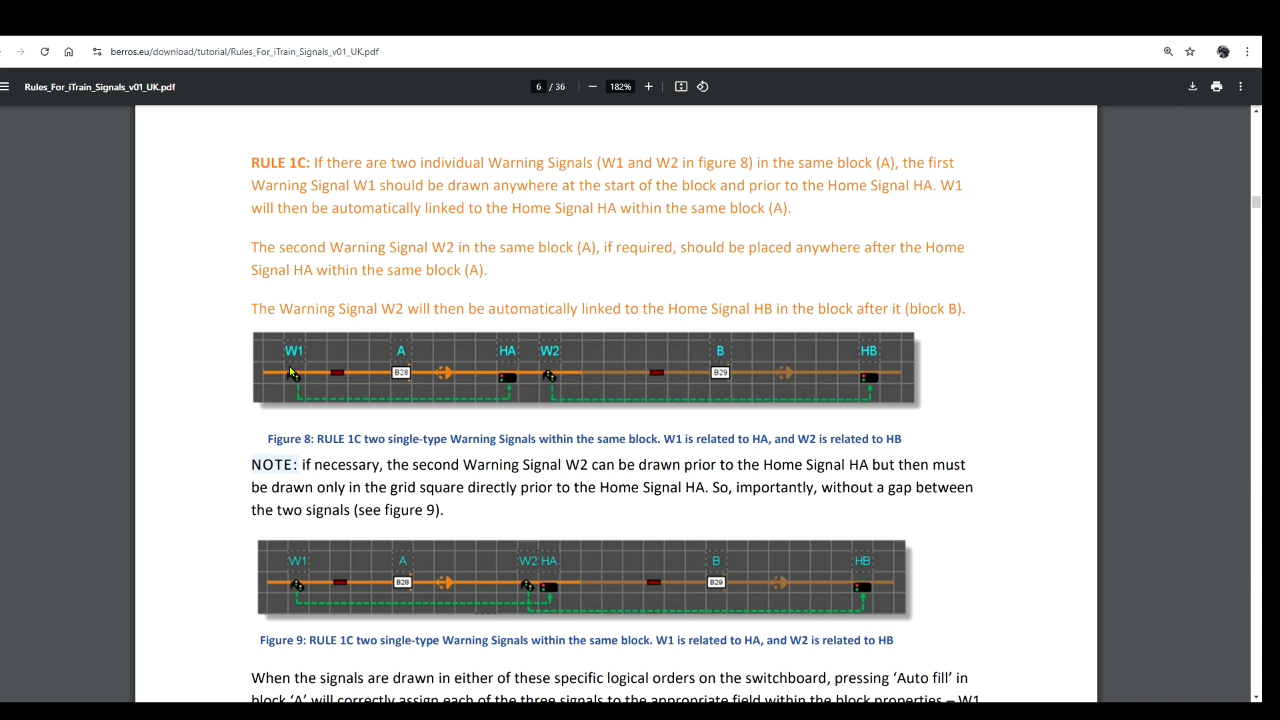 berros.eu/download/tutorial/Rules_For_iTrain_Signals_v01_UK.pdf
Rules_For_iTrain_Signals_v01_UK.pdf
6 / 36
182%
RULE 1C: If there are two individual Warning Signals (W1 and W2 in figure 8) in the same block (A), the first
Warning Signal W1 should be drawn anywhere at the start of the block and prior to the Home Signal HA. W1
will then be automatically linked to the Home Signal HA within the same block (A).
The second Warning Signal W2 in the same block (A), if required, should be placed anywhere after the Home
Signal HA within the same block (A).
The Warning Signal W2 will then be automatically linked to the Home Signal HB in the block after it (block B).
W1 A HA W2 B HB
B28 B29
Figure 8: RULE 1C two single-type Warning Signals within the same block. W1 is related to HA, and W2 is related to HB
NOTE: if necessary, the second Warning Signal W2 can be drawn prior to the Home Signal HA but then must
be drawn only in the grid square directly prior to the Home Signal HA. So, importantly, without a gap between
the two signals (see figure 9).
W1 A W2 HA B HB
B28 B29
Figure 9: RULE 1C two single-type Warning Signals within the same block. W1 is related to HA, and W2 is related to HB
When the signals are drawn in either of these specific logical orders on the switchboard, pressing ‘Auto fill’ in
block ‘A’ will correctly assign each of the three signals to the appropriate field within the block properties – W1